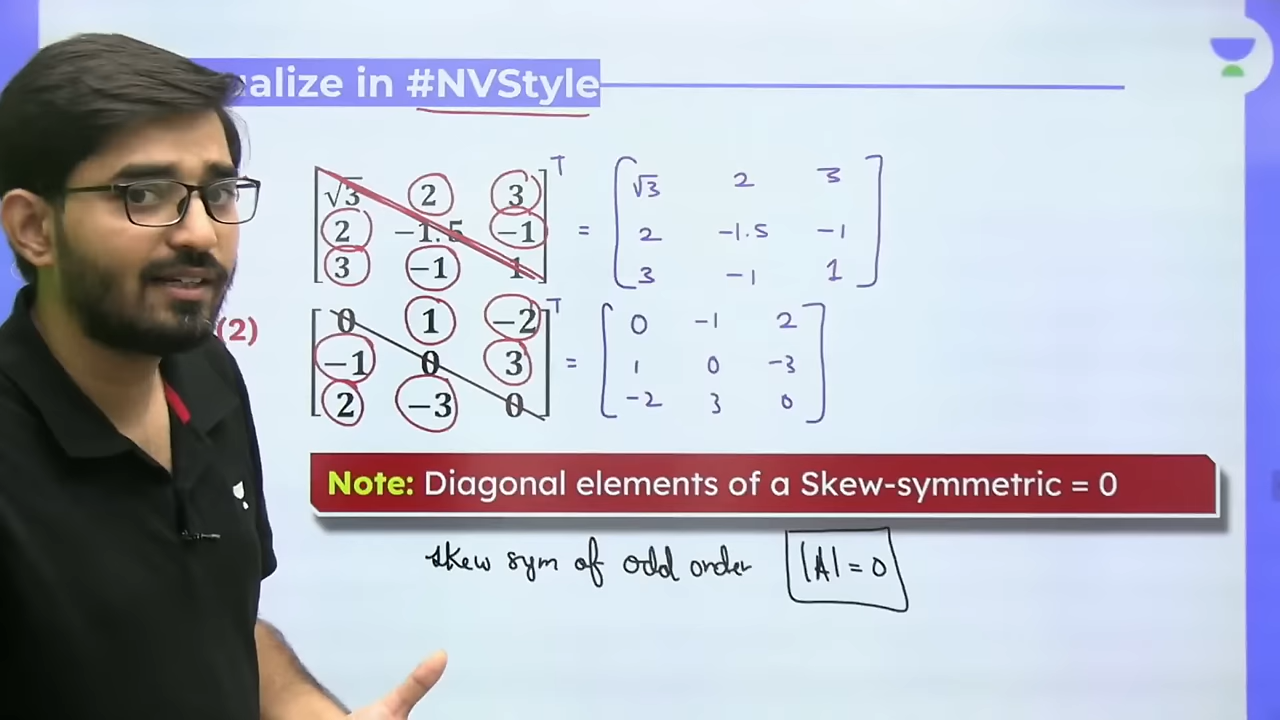 ualize in #NVStyle
[√3 2 3]ᵀ = [√3 2 3]
[2 −1.5 −1] [2 -1.5 -1]
[3 −1 1] [3 -1 1]
(2)
[0 1 −2]ᵀ = [0 -1 2]
[−1 0 3] [1 0 -3]
[2 −3 0] [-2 3 0]
Note: Diagonal elements of a Skew-symmetric = 0
skew sym of odd order |A| = 0